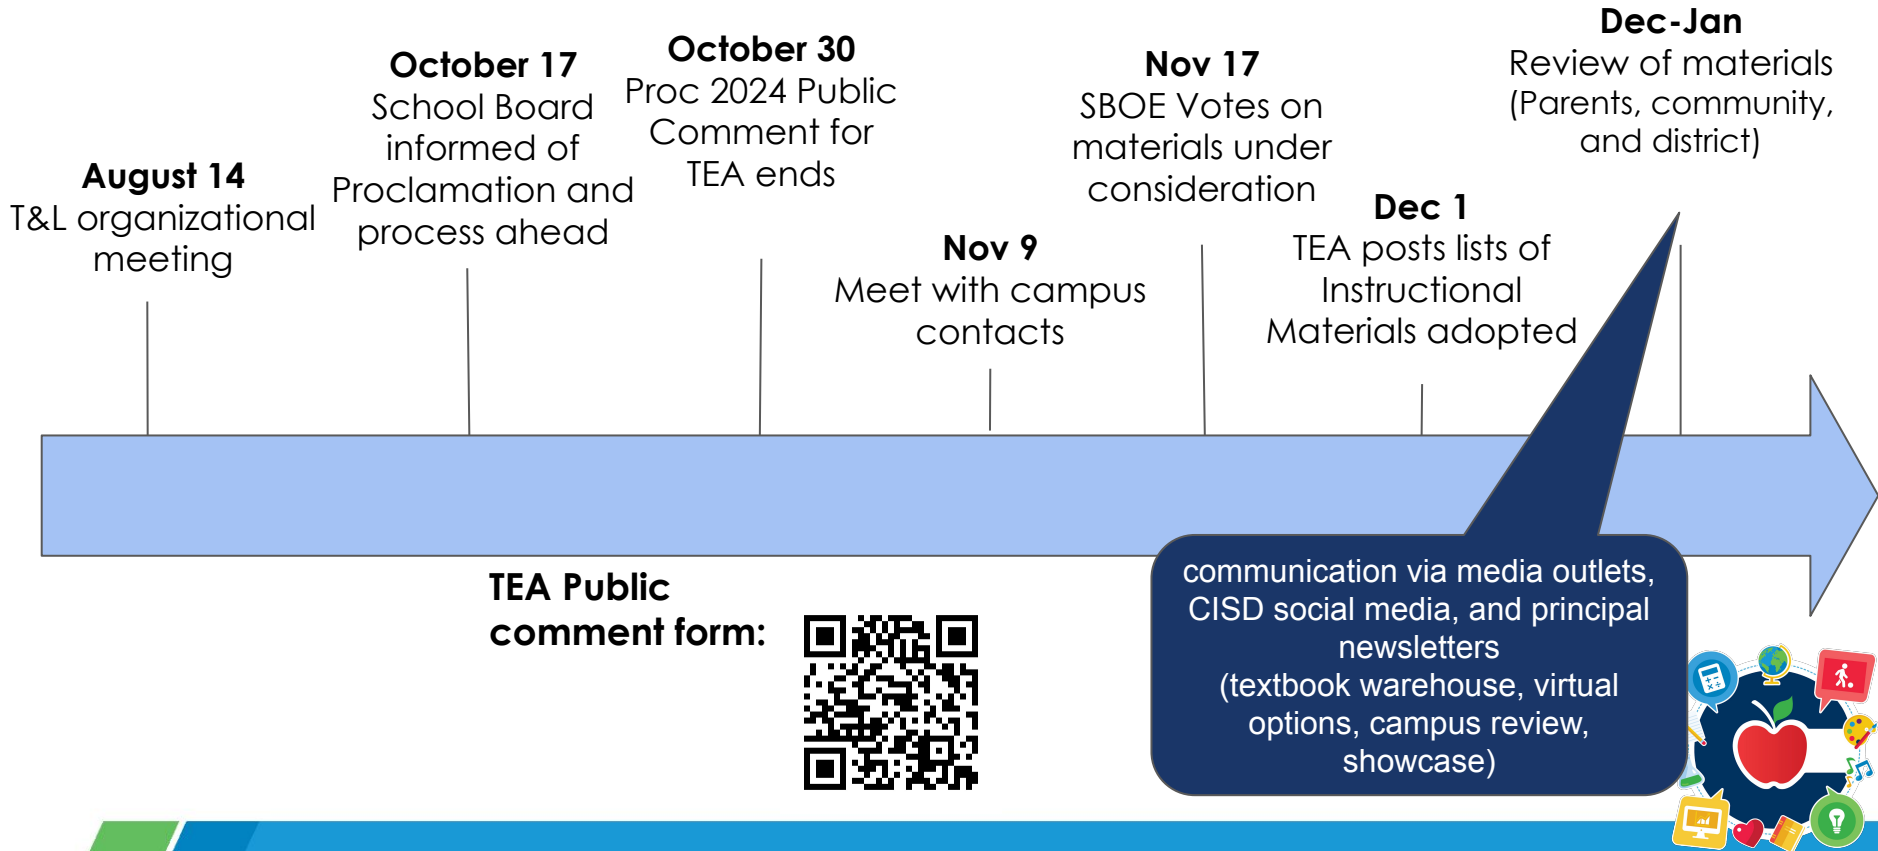 August 14
T&L organizational
meeting
October 17
School Board
informed of
Proclamation and
process ahead
October 30
Proc 2024 Public
Comment for
TEA ends
Nov 9
Meet with campus
contacts
Nov 17
SBOE Votes on
materials under
consideration
Dec 1
TEA posts lists of
Instructional
Materials adopted
Dec-Jan
Review of materials
(Parents, community,
and district)
TEA Public
comment form:
communication via media outlets,
CISD social media, and principal
newsletters
(textbook warehouse, virtual
options, campus review,
showcase)